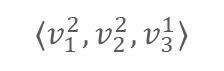 ⟨𝑣₁², 𝑣₂², 𝑣₃¹⟩